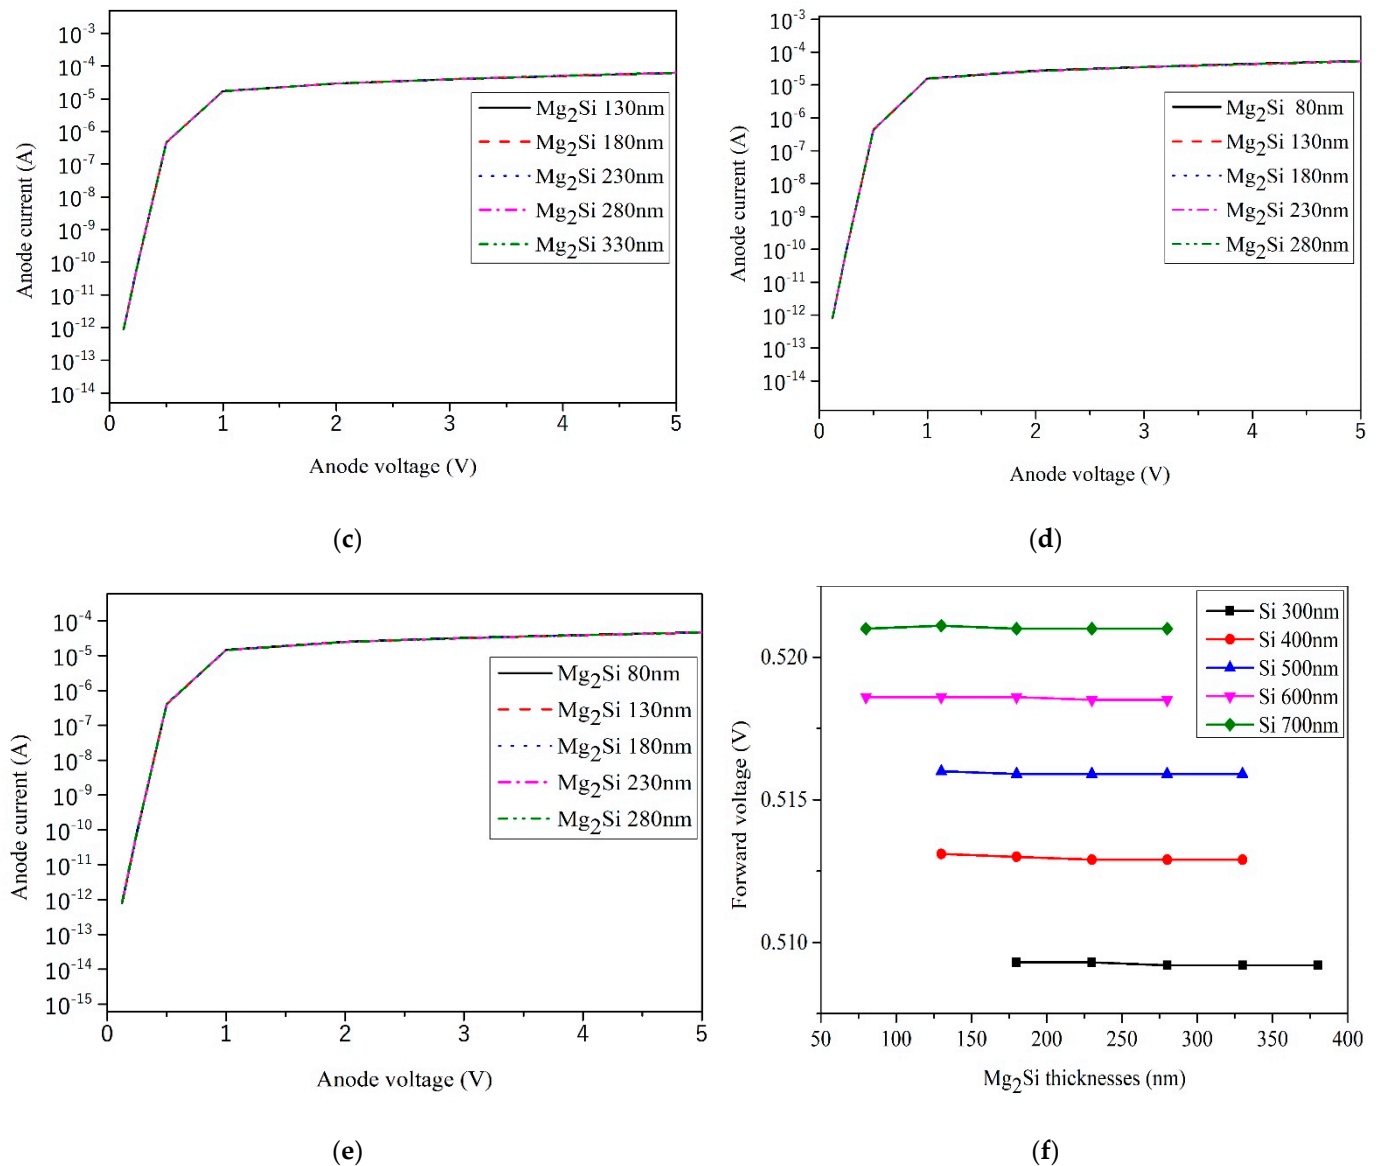 10-3
10-4
10-5
10-6
10-7
10-8
10-9
10-10
10-11
10-12
10-13
10-14
Anode current (A)
0 1 2 3 4 5
Anode voltage (V)
Mg2Si 130nm
Mg2Si 180nm
Mg2Si 230nm
Mg2Si 280nm
Mg2Si 330nm
(c)
10-3
10-4
10-5
10-6
10-7
10-8
10-9
10-10
10-11
10-12
10-13
10-14
Anode current (A)
0 1 2 3 4 5
Anode voltage (V)
Mg2Si 80nm
Mg2Si 130nm
Mg2Si 180nm
Mg2Si 230nm
Mg2Si 280nm
(d)
10-4
10-5
10-6
10-7
10-8
10-9
10-10
10-11
10-12
10-13
10-14
10-15
Anode current (A)
0 1 2 3 4 5
Anode voltage (V)
Mg2Si 80nm
Mg2Si 130nm
Mg2Si 180nm
Mg2Si 230nm
Mg2Si 280nm
(e)
0.520
0.515
0.510
Forward voltage (V)
50 100 150 200 250 300 350 400
Mg2Si thicknesses (nm)
Si 300nm
Si 400nm
Si 500nm
Si 600nm
Si 700nm
(f)